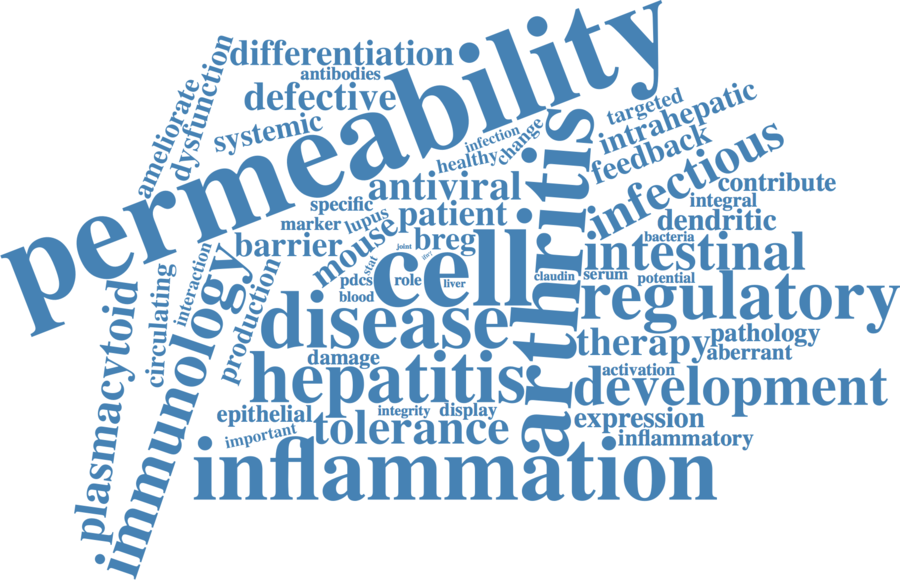 differentiation
antibodies
defective
systemic
ameliorate
dysfunction
permeability
infection
healthy
change
targeted
intrahepatic
feedback
infectious
antiviral
specific
marker
lupus
patient
contribute
integral
dendritic
barrier
mouse
breg
bacteria
joint
stat
cell
arthritis
intestinal
interaction
pdcs
role
liver
claudin
serum
potential
blood
circulating
production
plasmacytoid
immunology
disease
regulatory
therapy
pathology
aberrant
damage
hepatitis
activation
development
epithelial
integrity
display
expression
important
tolerance
inflammatory
inflammation